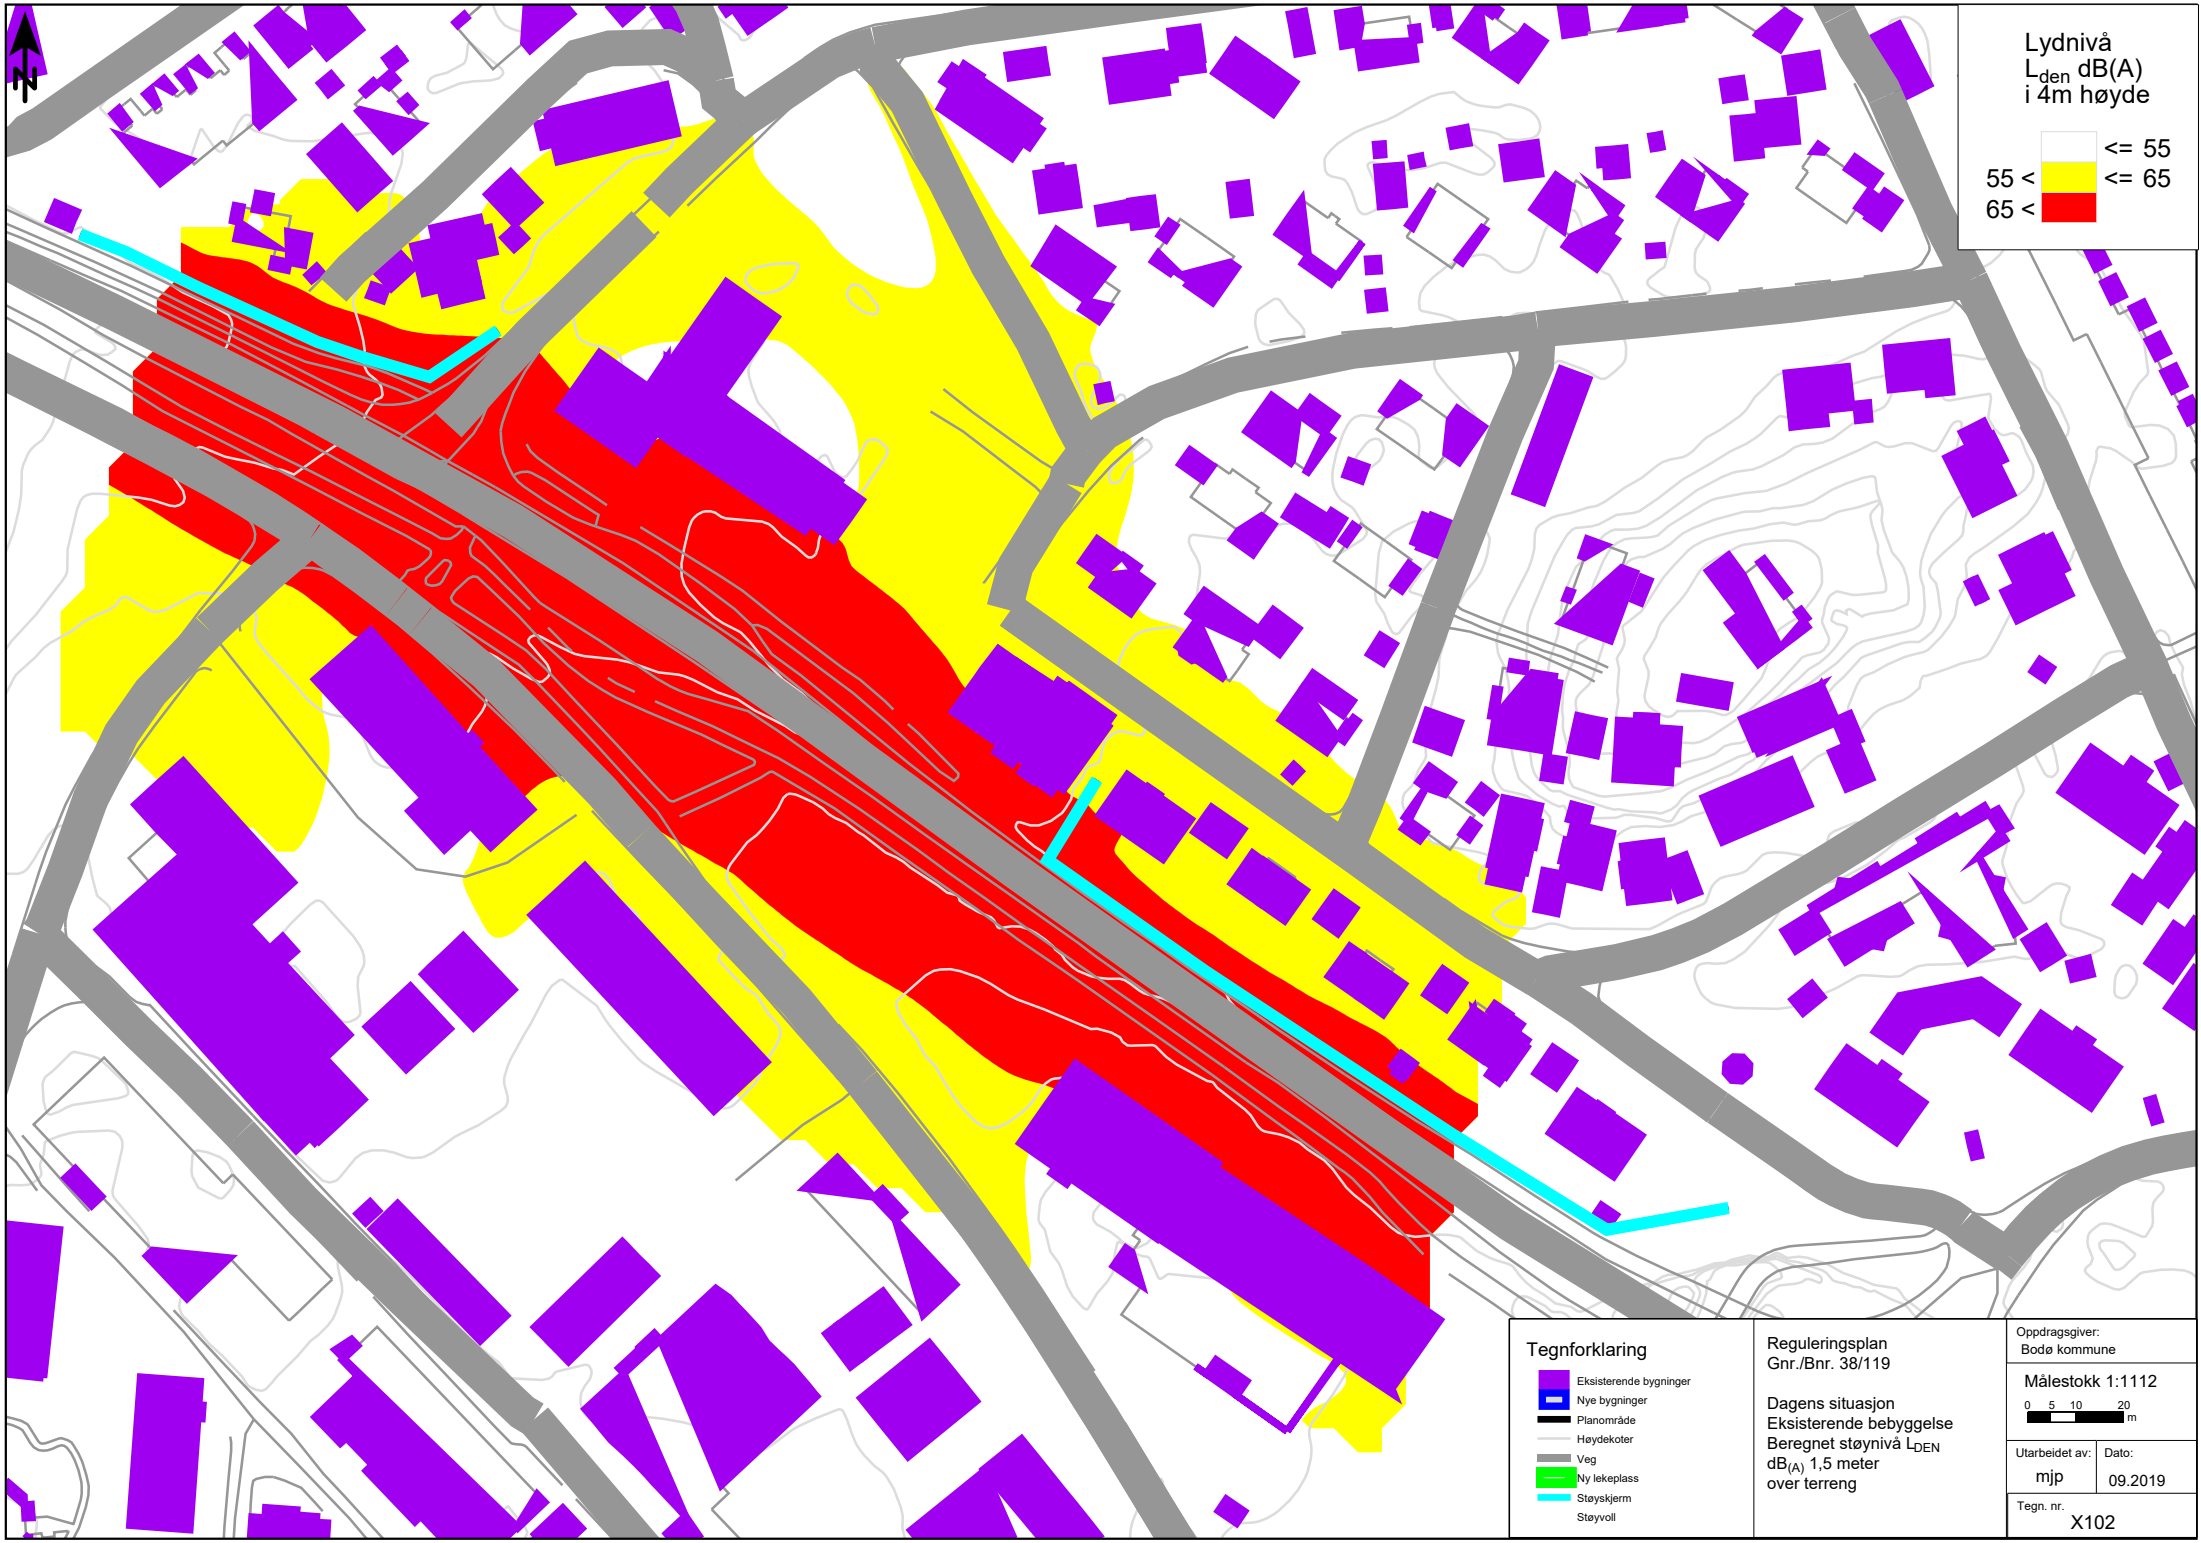 N
Lydnivå
Lden dB(A)
i 4m høyde
<= 55
55 < <= 65
65 <
Tegnforklaring
Eksisterende bygninger
Nye bygninger
Planområde
Høydekoter
Veg
Ny lekeplass
Støyskjerm
Støyvoll
Reguleringsplan
Gnr./Bnr. 38/119
Dagens situasjon
Eksisterende bebyggelse
Beregnet støynivå LDEN
dB(A) 1,5 meter
over terreng
Oppdragsgiver:
Bodø kommune
Målestokk 1:1112
0 5 10 20
m
Utarbeidet av:
mjp
Dato:
09.2019
Tegn. nr.
X102